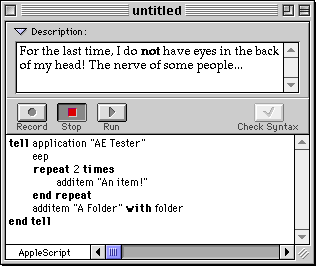 untitled
Description:
For the last time, I do not have eyes in the back
of my head! The nerve of some people...
Record Stop Run Check Syntax
tell application "AE Tester"
eep
repeat 2 times
additem "An item!"
end repeat
additem "A Folder" with folder
end tell
AppleScript